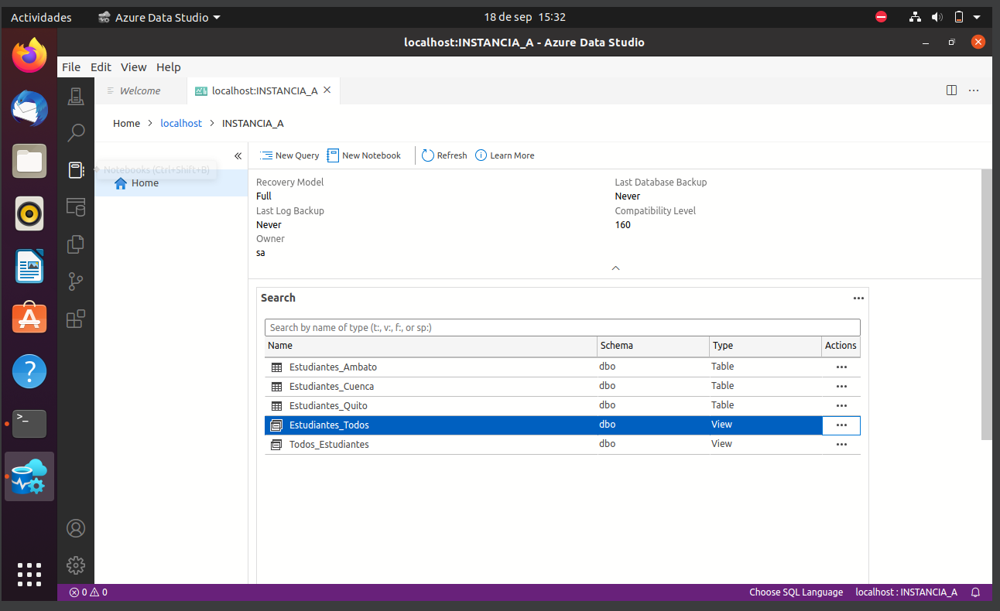 Actividades Azure Data Studio 18 de sep 15:32
localhost:INSTANCIA_A - Azure Data Studio
File Edit View Help
Welcome localhost:INSTANCIA_A
Home > localhost > INSTANCIA_A
« New Query New Notebook Refresh Learn More
Notebooks (Ctrl+Shift+B)
Home
Recovery Model Last Database Backup
Full Never
Last Log Backup Compatibility Level
Never 160
Owner
sa
Search
Search by name of type (t:, v:, f:, or sp:)
Name Schema Type Actions
Estudiantes_Ambato dbo Table
Estudiantes_Cuenca dbo Table
Estudiantes_Quito dbo Table
Estudiantes_Todos dbo View
Todos_Estudiantes dbo View
0 0 Choose SQL Language localhost : INSTANCIA_A